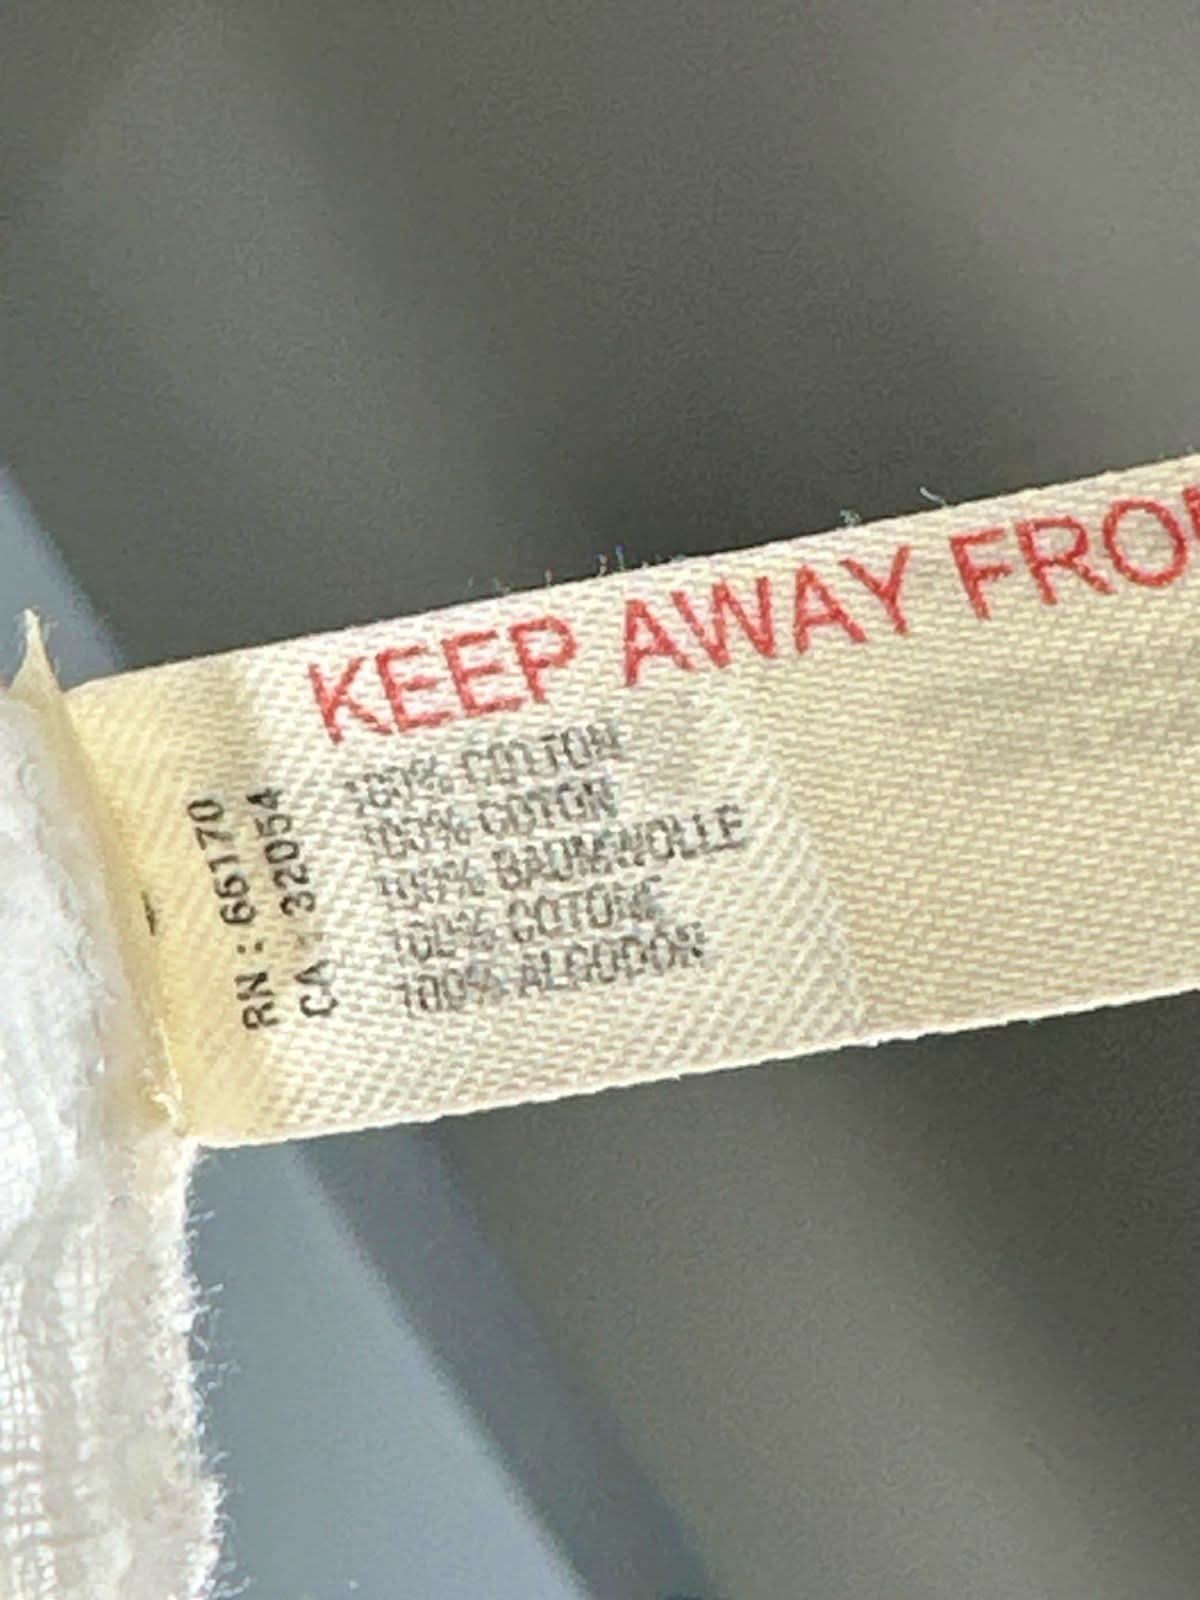 KEEP AWAY FRO
100% COTTON
100% COTON
100% BAUMWOLLE
100% COTONE
100% ALGODON
RN : 66170
CA : 32054